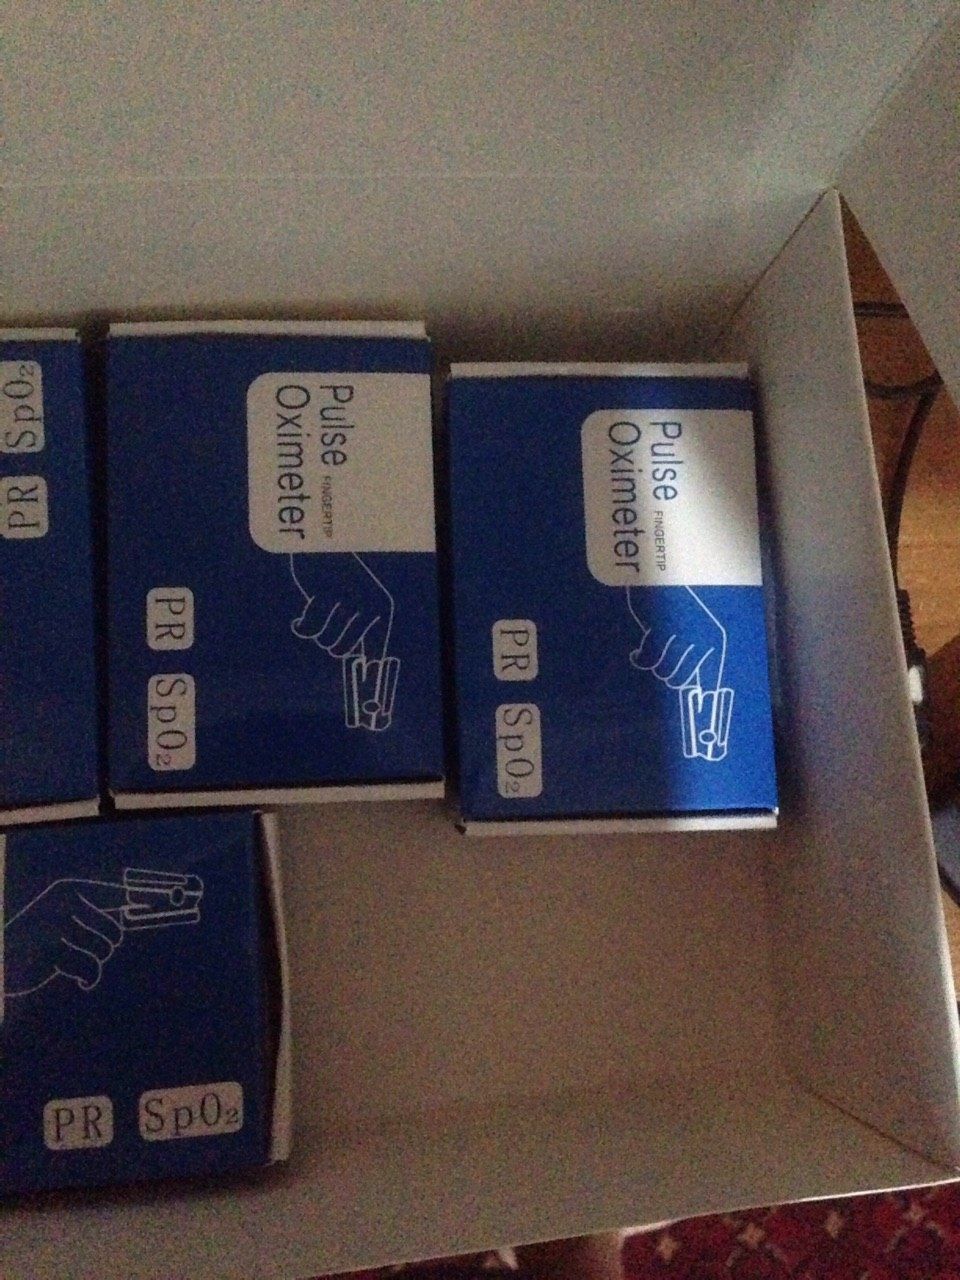 SpO₂
PR
Pulse
FINGERTIP
Oximeter
PR
SpO₂
Pulse
FINGERTIP
Oximeter
PR
SpO₂
PR
SpO₂